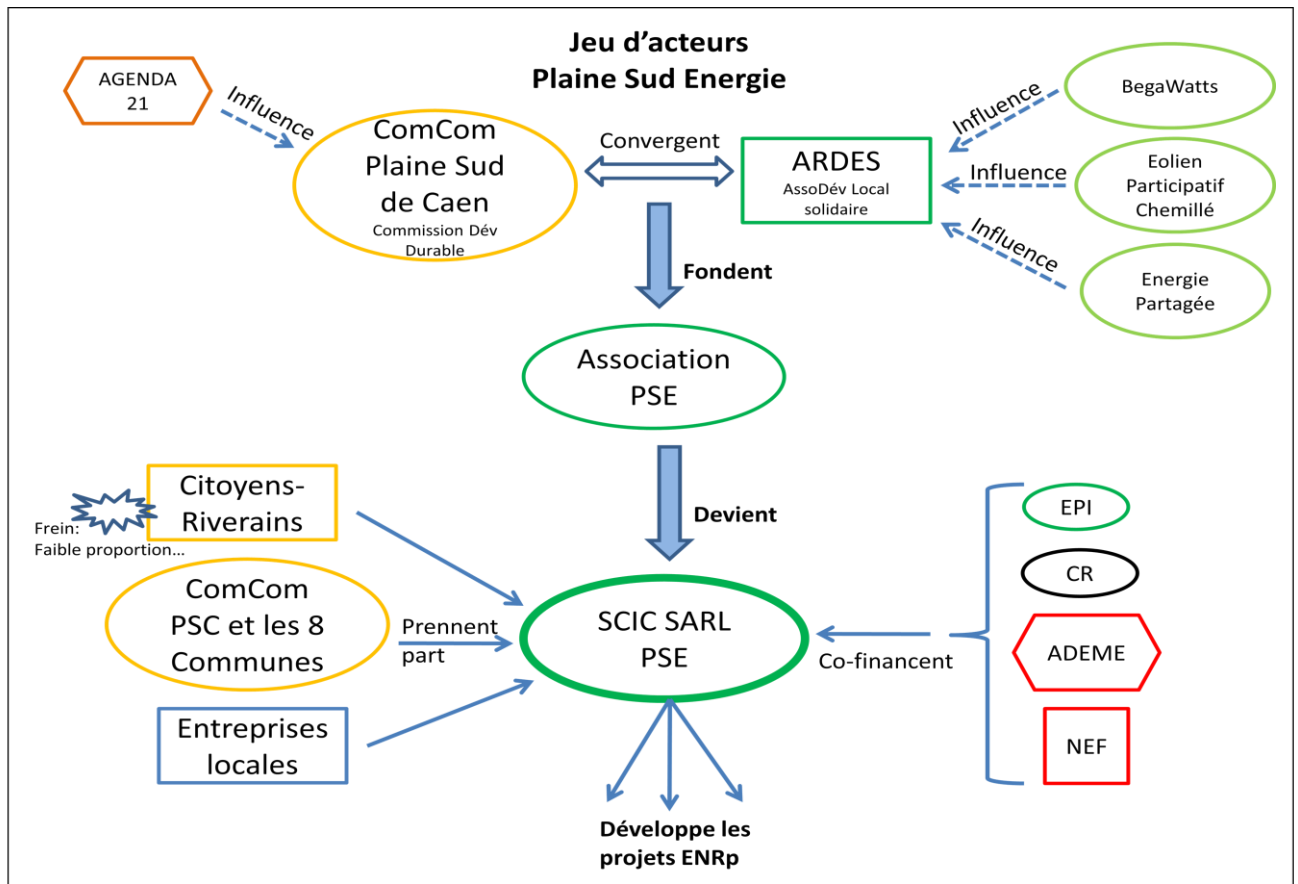 Jeu d’acteurs
Plaine Sud Energie
AGENDA
21
Influence
ComCom
Plaine Sud
de Caen
Commission Dév
Durable
Convergent
ARDES
AssoDév Local
solidaire
Influence
Influence
Influence
BegaWatts
Eolien
Participatif
Chemillé
Energie
Partagée
Fondent
Association
PSE
Devient
Citoyens-
Riverains
Frein:
Faible proportion...
ComCom
PSC et les 8
Communes
Prennent
part
Entreprises
locales
SCIC SARL
PSE
Co-financent
EPI
CR
ADEME
NEF
Développe les
projets ENRp